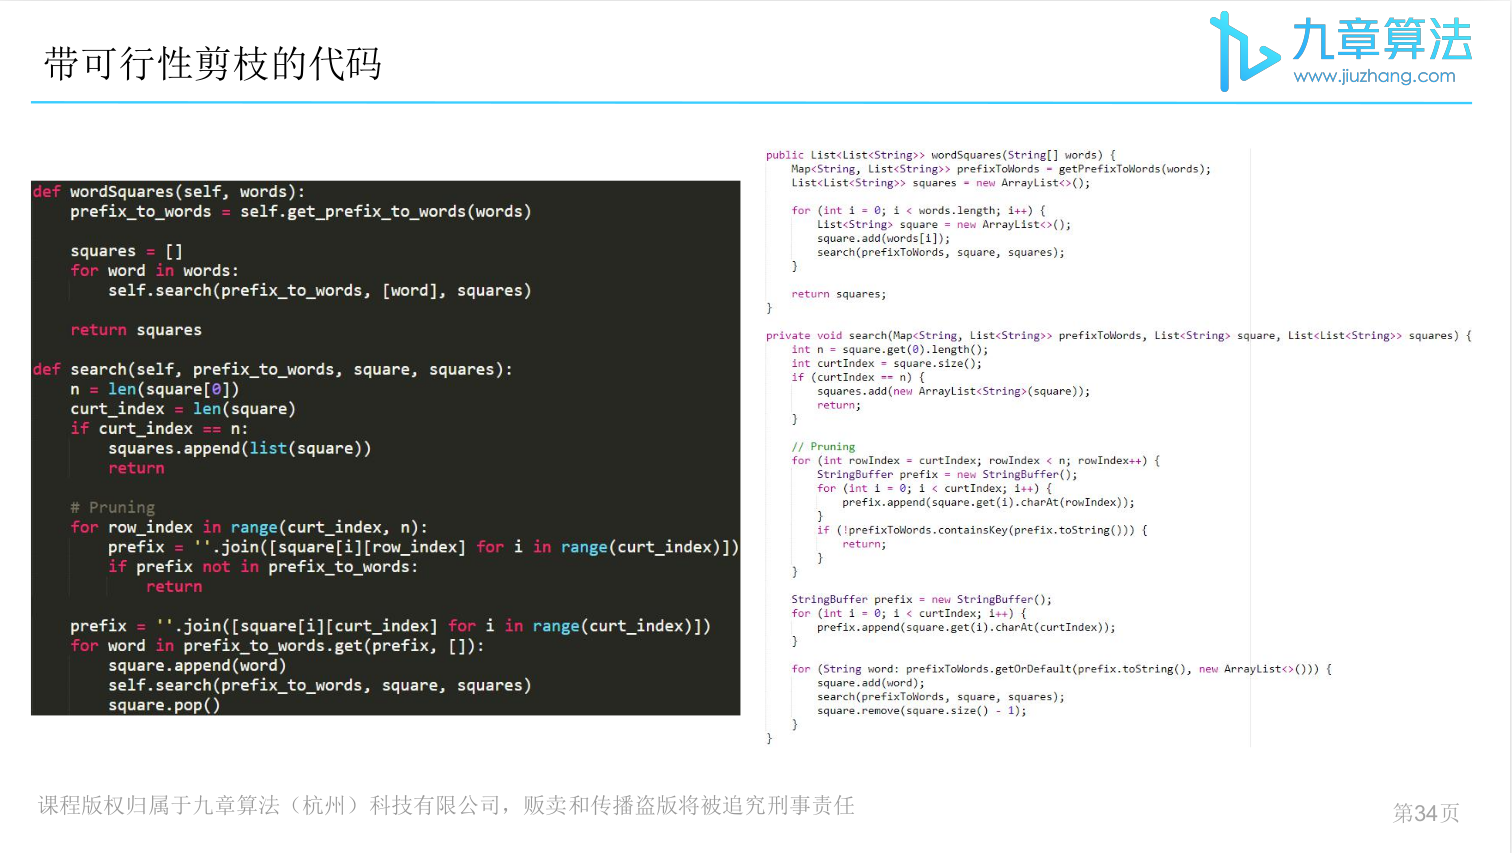 带可行性剪枝的代码
九章算法
www.jiuzhang.com
def wordSquares(self, words):
    prefix_to_words = self.get_prefix_to_words(words)
    squares = []
    for word in words:
        self.search(prefix_to_words, [word], squares)
    return squares
def search(self, prefix_to_words, square, squares):
    n = len(square[0])
    curt_index = len(square)
    if curt_index == n:
        squares.append(list(square))
        return
    # Pruning
    for row_index in range(curt_index, n):
        prefix = ''.join([square[i][row_index] for i in range(curt_index)])
        if prefix not in prefix_to_words:
            return
    prefix = ''.join([square[i][curt_index] for i in range(curt_index)])
    for word in prefix_to_words.get(prefix, []):
        square.append(word)
        self.search(prefix_to_words, square, squares)
        square.pop()
public List<List<String>> wordSquares(String[] words) {
    Map<String, List<String>> prefixToWords = getPrefixToWords(words);
    List<List<String>> squares = new ArrayList<>();
    for (int i = 0; i < words.length; i++) {
        List<String> square = new ArrayList<>();
        square.add(words[i]);
        search(prefixToWords, square, squares);
    }
    return squares;
}
private void search(Map<String, List<String>> prefixToWords, List<String> square, List<List<String>> squares) {
    int n = square.get(0).length();
    int curtIndex = square.size();
    if (curtIndex == n) {
        squares.add(new ArrayList<String>(square));
        return;
    }
    // Pruning
    for (int rowIndex = curtIndex; rowIndex < n; rowIndex++) {
        StringBuffer prefix = new StringBuffer();
        for (int i = 0; i < curtIndex; i++) {
            prefix.append(square.get(i).charAt(rowIndex));
        }
        if (!prefixToWords.containsKey(prefix.toString())) {
            return;
        }
    }
    StringBuffer prefix = new StringBuffer();
    for (int i = 0; i < curtIndex; i++) {
        prefix.append(square.get(i).charAt(curtIndex));
    }
    for (String word: prefixToWords.getOrDefault(prefix.toString(), new ArrayList<>())) {
        square.add(word);
        search(prefixToWords, square, squares);
        square.remove(square.size() - 1);
    }
}
课程版权归属于九章算法（杭州）科技有限公司，贩卖和传播盗版将被追究刑事责任
第34页